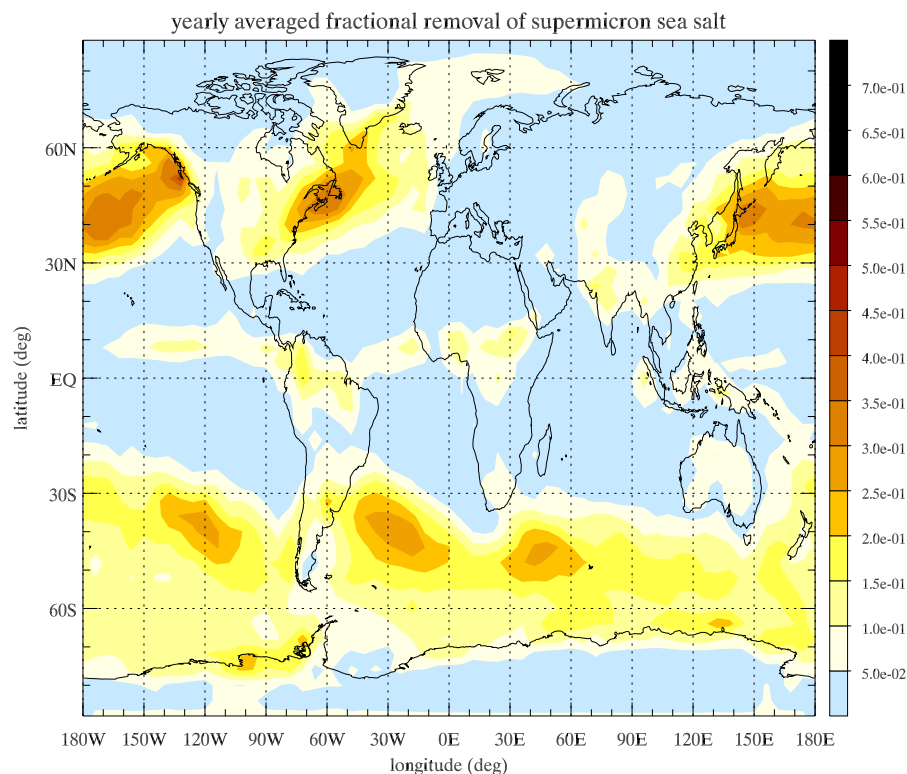 yearly averaged fractional removal of supermicron sea salt
7.0e-01
6.5e-01
60N
6.0e-01
5.5e-01
30N
5.0e-01
4.5e-01
latitude (deg)
EQ
4.0e-01
3.5e-01
3.0e-01
30S
2.5e-01
2.0e-01
60S
1.5e-01
1.0e-01
5.0e-02
180W 150W 120W 90W 60W 30W 0E 30E 60E 90E 120E 150E 180E
longitude (deg)